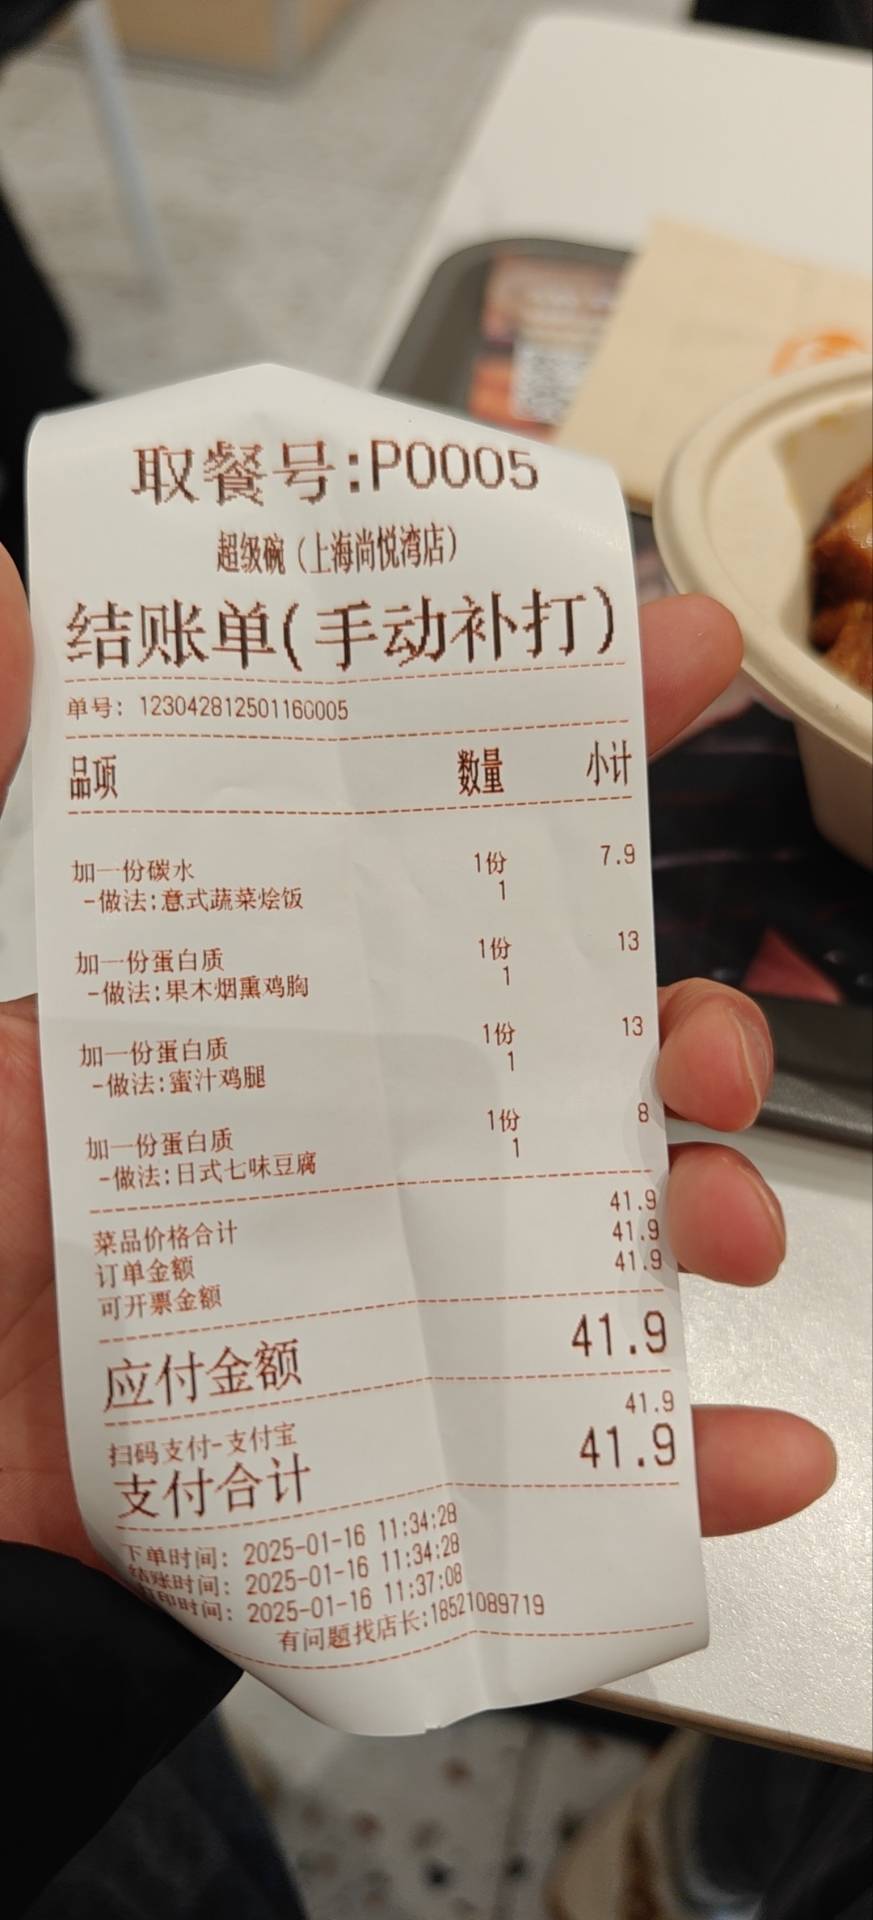 取餐号:P0005
超级碗（上海尚悦湾店）
结账单(手动补打)
单号: 123042812501160005
品项 数量 小计
加一份碳水 1份 7.9
-做法:意式蔬菜烩饭 1
加一份蛋白质 1份 13
-做法:果木烟熏鸡胸 1
加一份蛋白质 1份 13
-做法:蜜汁鸡腿 1
加一份蛋白质 1份 8
-做法:日式七味豆腐 1
菜品价格合计 41.9
订单金额 41.9
可开票金额 41.9
应付金额 41.9
扫码支付-支付宝 41.9
支付合计 41.9
下单时间: 2025-01-16 11:34:28
结账时间: 2025-01-16 11:34:28
打印时间: 2025-01-16 11:37:08
有问题找店长:18521089719